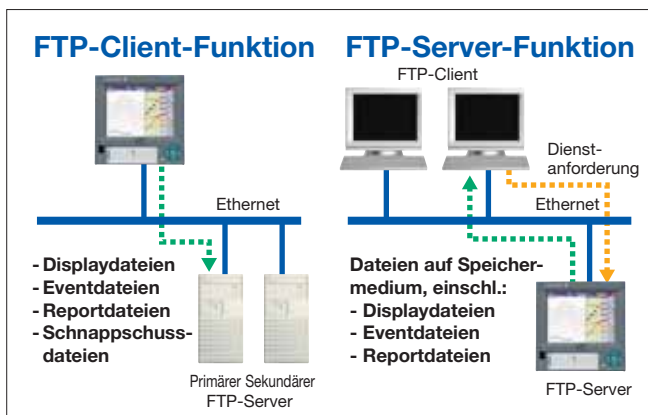 FTP-Client-Funktion
Ethernet
- Displaydateien
- Eventdateien
- Reportdateien
- Schnappschuss-
dateien
Primärer Sekundärer
FTP-Server
FTP-Server-Funktion
FTP-Client
Dienst-
anforderung
Ethernet
Dateien auf Speicher-
medium, einschl.:
- Displaydateien
- Eventdateien
- Reportdateien
FTP-Server